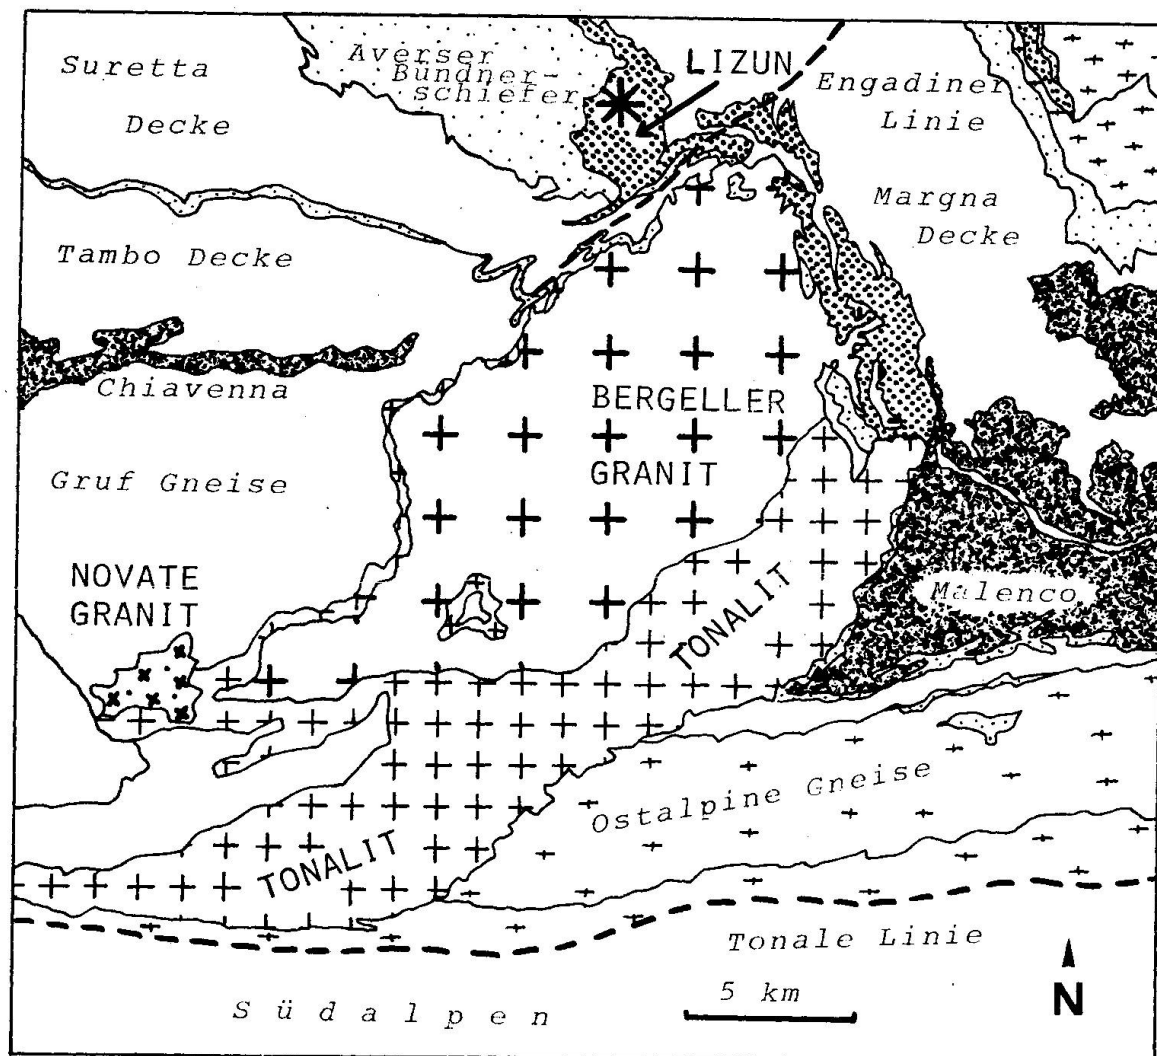 Suretta
Decke
Averser
Bündner-
schiefer
LIZUN
Engadiner
Linie
Margna
Decke
Tambo Decke
Chiavenna
BERGELLER
GRANIT
Gruf Gneise
NOVATE
GRANIT
Malenco
TONALIT
Ostalpine Gneise
TONALIT
Tonale Linie
5 km
N
Südalpen